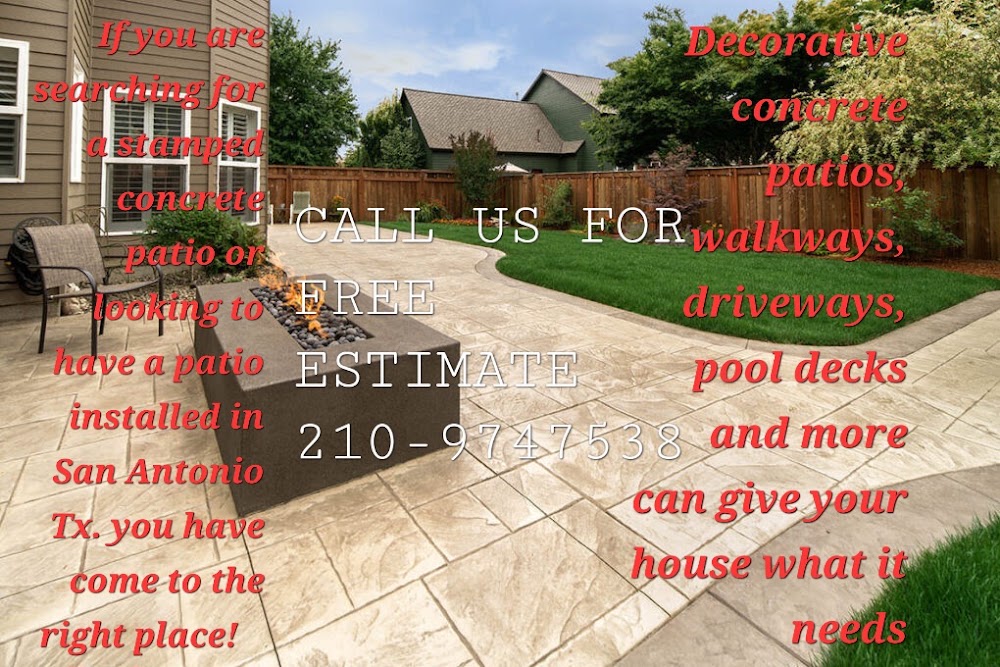 If you are
searching for
a stamped
concrete
patio or
looking to
have a patio
installed in
San Antonio
Tx. you have
come to the
right place!
CALL US FOR
FREE
ESTIMATE
210-9747538
Decorative
concrete
patios,
walkways,
driveways,
pool decks
and more
can give your
house what it
needs